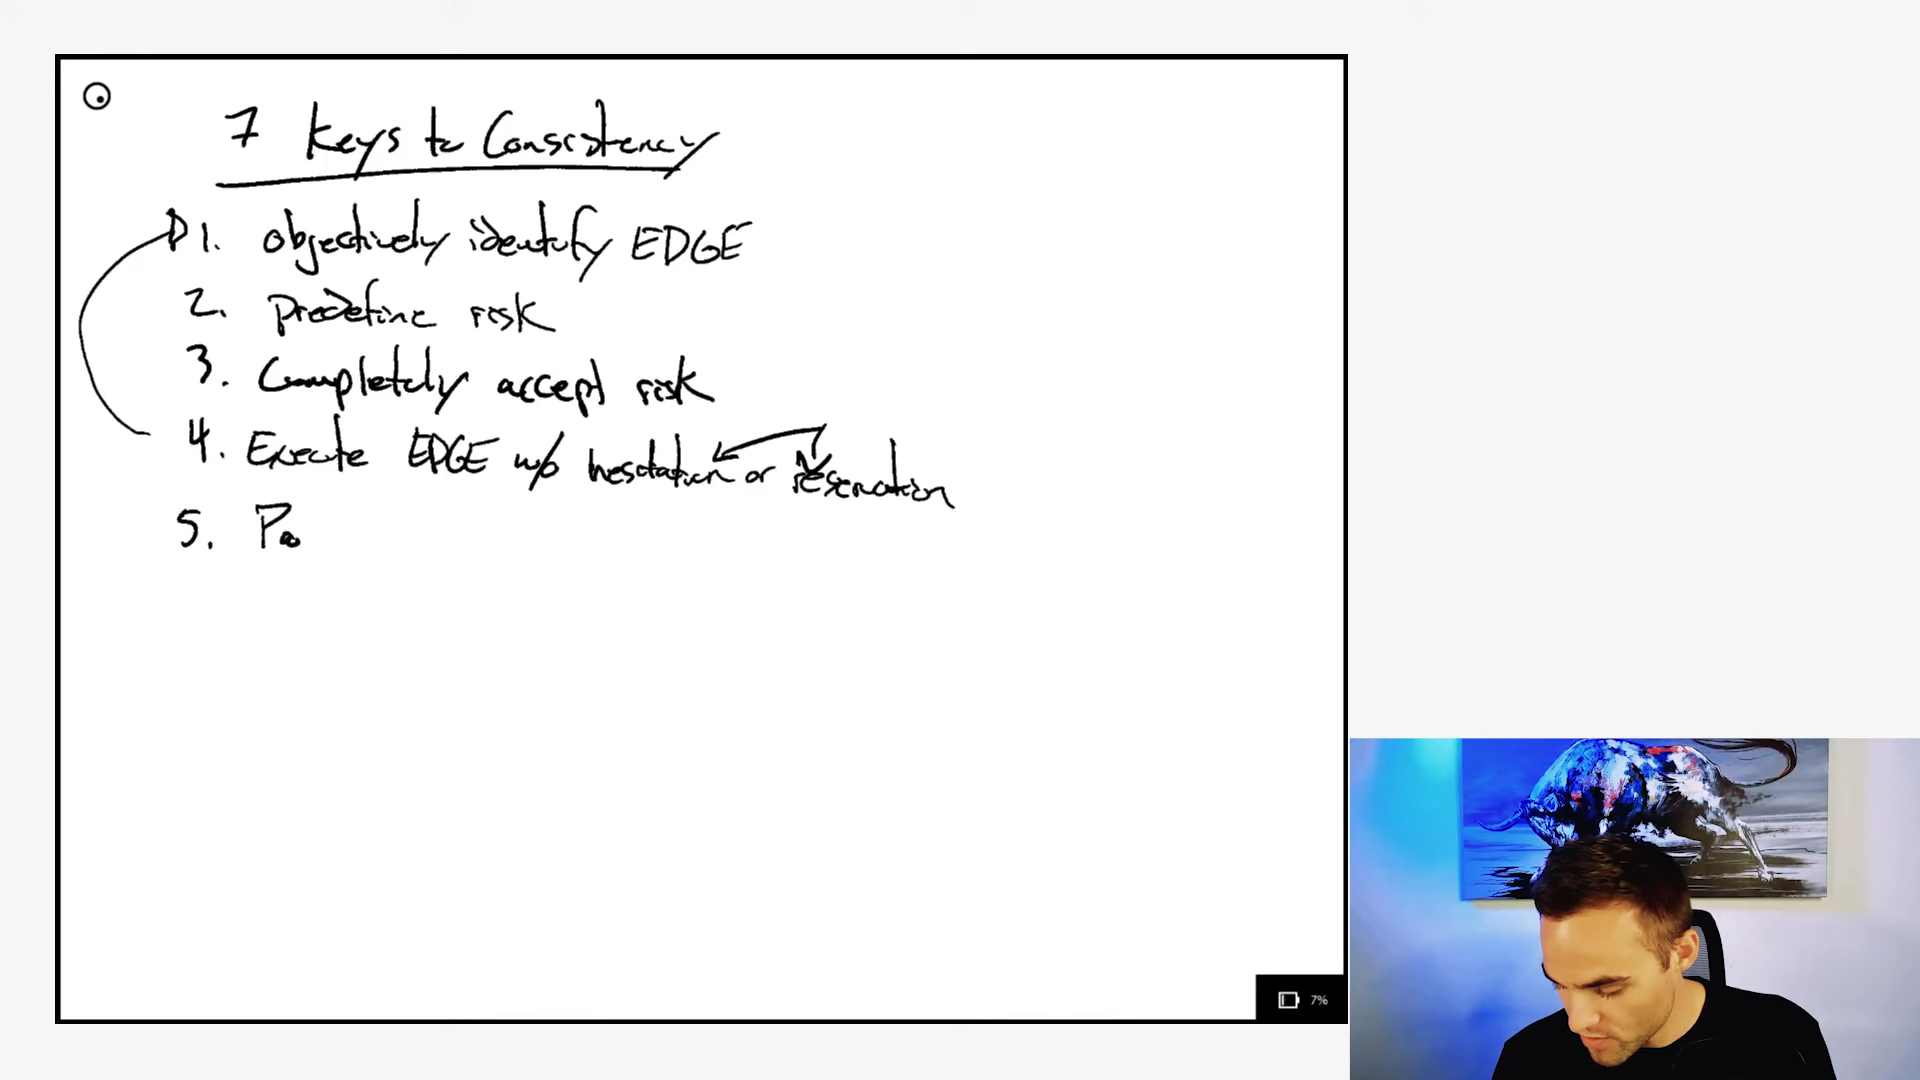 7 Keys to Consistency
1. objectively identify EDGE
2. predefine risk
3. Completely accept risk
4. Execute EDGE w/o hesitation or reservation
5. Pa
7%